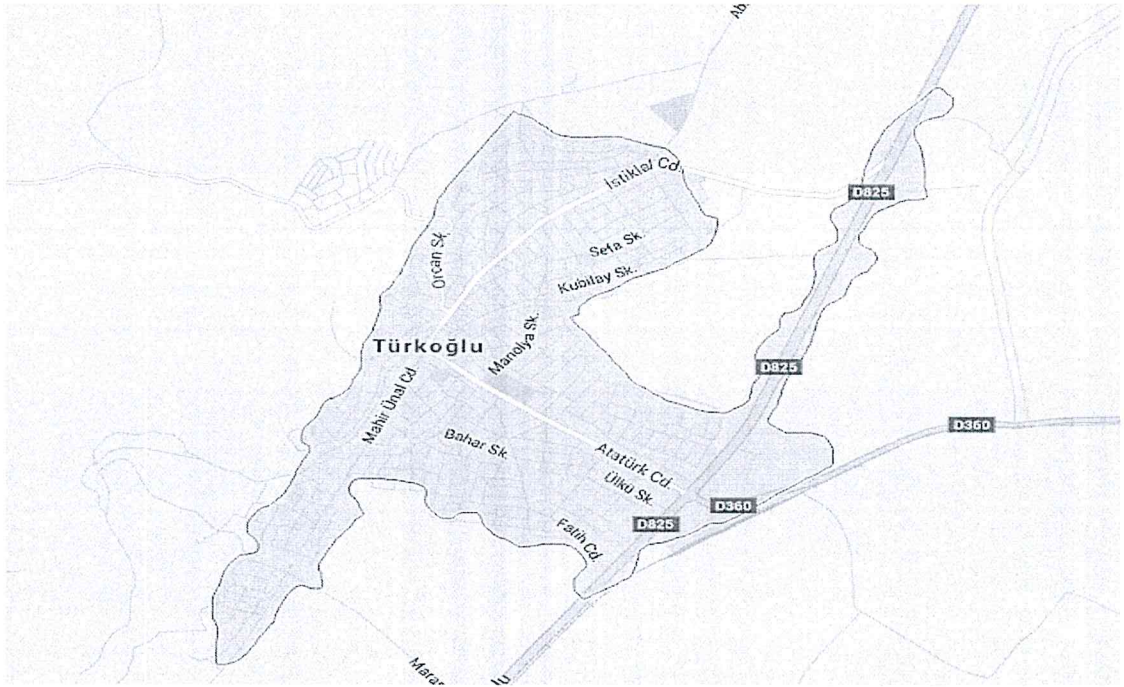 İstiklal Cd.
D825
Orcan Sk.
Sefa Sk.
Kubilay Sk.
Manolya Sk.
Türkoğlu
D825
Mahir Ünal Cd
D360
Bahar Sk.
Atatürk Cd.
Ülkü Sk.
D360
D825
Fatih Cd.